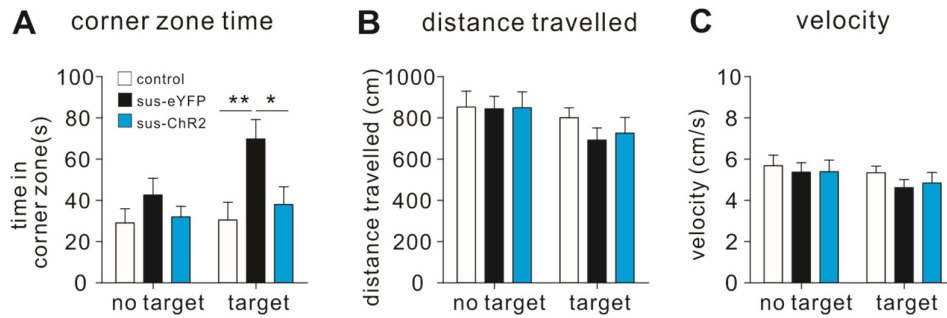 A corner zone time
100
80
60
40
20
0
time in
corner zone(s)
control
sus-eYFP
sus-ChR2
** *
no target target
B distance travelled
1000
800
600
400
200
0
distance travelled (cm)
no target target
C velocity
10
8
6
4
2
0
velocity (cm/s)
no target target